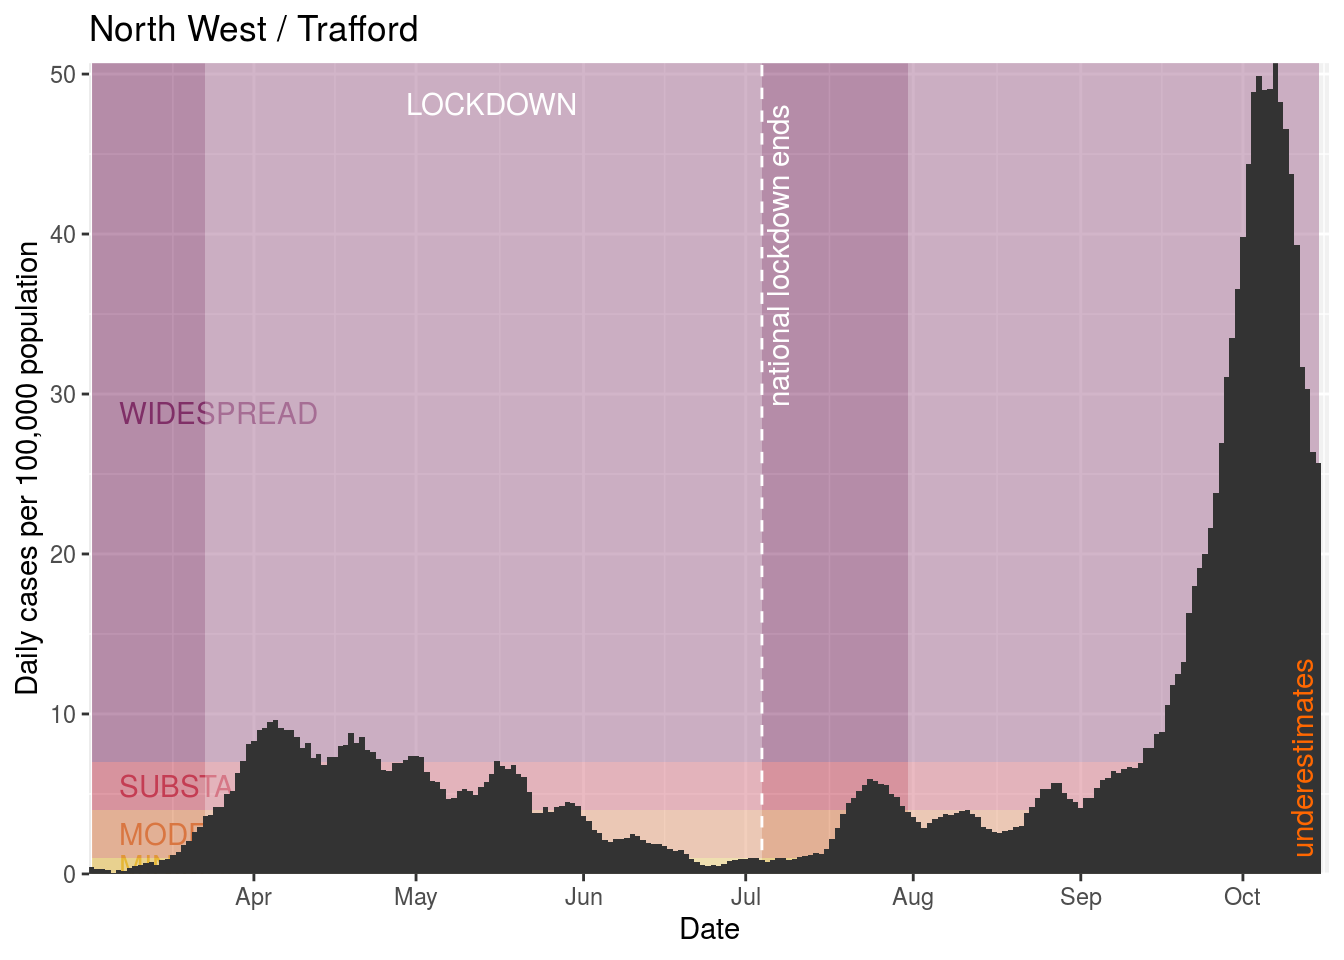 North West / Trafford
Daily cases per 100,000 population
50
40
30
20
10
0
LOCKDOWN
national lockdown ends
WIDESPREAD
SUBSTA
MODE
underestimates
Apr
May
Jun
Jul
Aug
Sep
Oct
Date